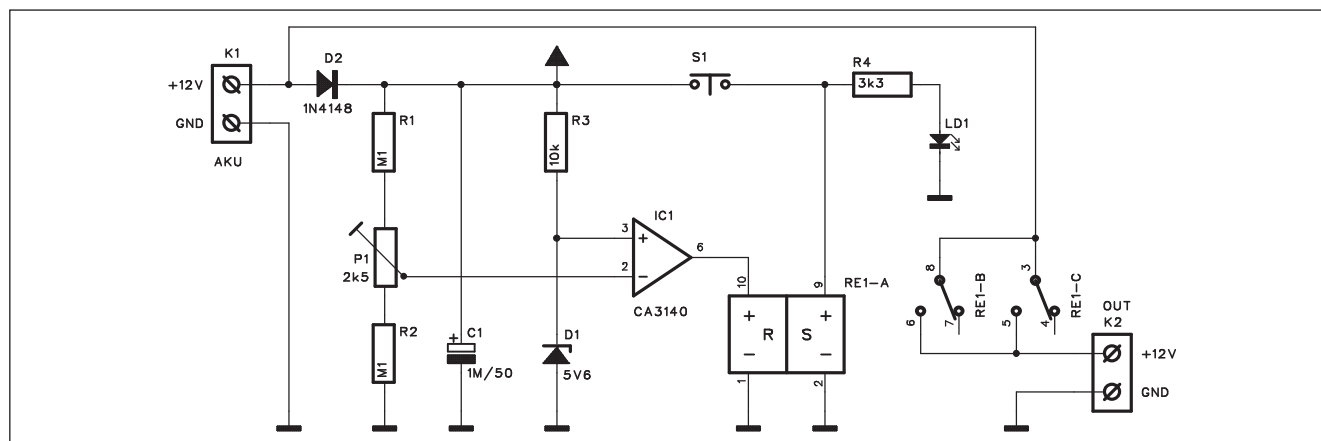 K1
+12V
GND
AKU
D2
1N4148
R1
M1
P1
2k5
R2
M1
C1
+
1M/50
R3
10k
D1
5V6
IC1
3
+
2
−
6
CA3140
S1
R4
3k3
LD1
10
9
RE1-A
+
+
R
S
−
−
1
2
8
RE1-B
6
7
3
RE1-C
5
4
OUT
K2
+12V
GND